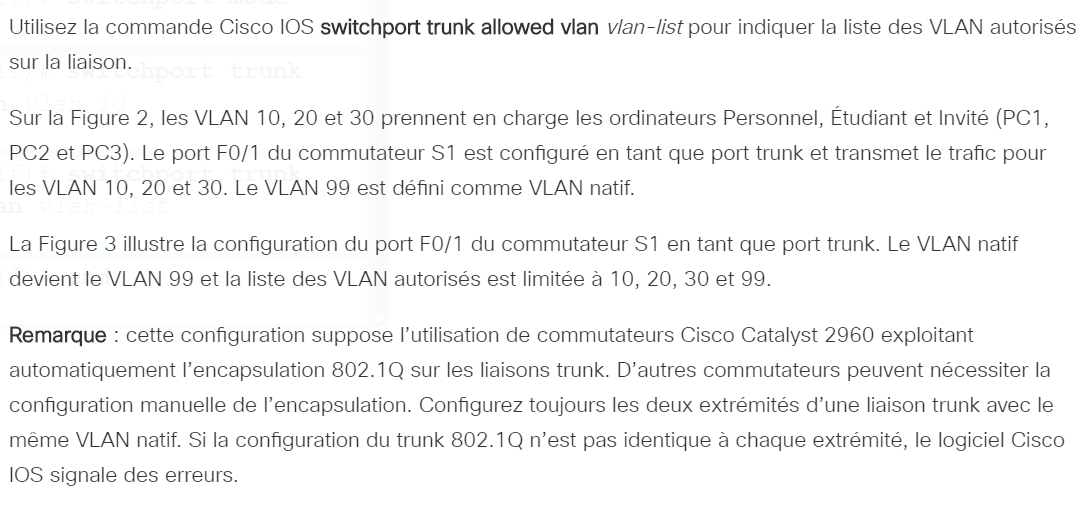 Utilisez la commande Cisco IOS switchport trunk allowed vlan vlan-list pour indiquer la liste des VLAN autorisés
sur la liaison.
Sur la Figure 2, les VLAN 10, 20 et 30 prennent en charge les ordinateurs Personnel, Étudiant et Invité (PC1,
PC2 et PC3). Le port F0/1 du commutateur S1 est configuré en tant que port trunk et transmet le trafic pour
les VLAN 10, 20 et 30. Le VLAN 99 est défini comme VLAN natif.
La Figure 3 illustre la configuration du port F0/1 du commutateur S1 en tant que port trunk. Le VLAN natif
devient le VLAN 99 et la liste des VLAN autorisés est limitée à 10, 20, 30 et 99.
Remarque : cette configuration suppose l’utilisation de commutateurs Cisco Catalyst 2960 exploitant
automatiquement l’encapsulation 802.1Q sur les liaisons trunk. D’autres commutateurs peuvent nécessiter la
configuration manuelle de l’encapsulation. Configurez toujours les deux extrémités d’une liaison trunk avec le
même VLAN natif. Si la configuration du trunk 802.1Q n’est pas identique à chaque extrémité, le logiciel Cisco
IOS signale des erreurs.